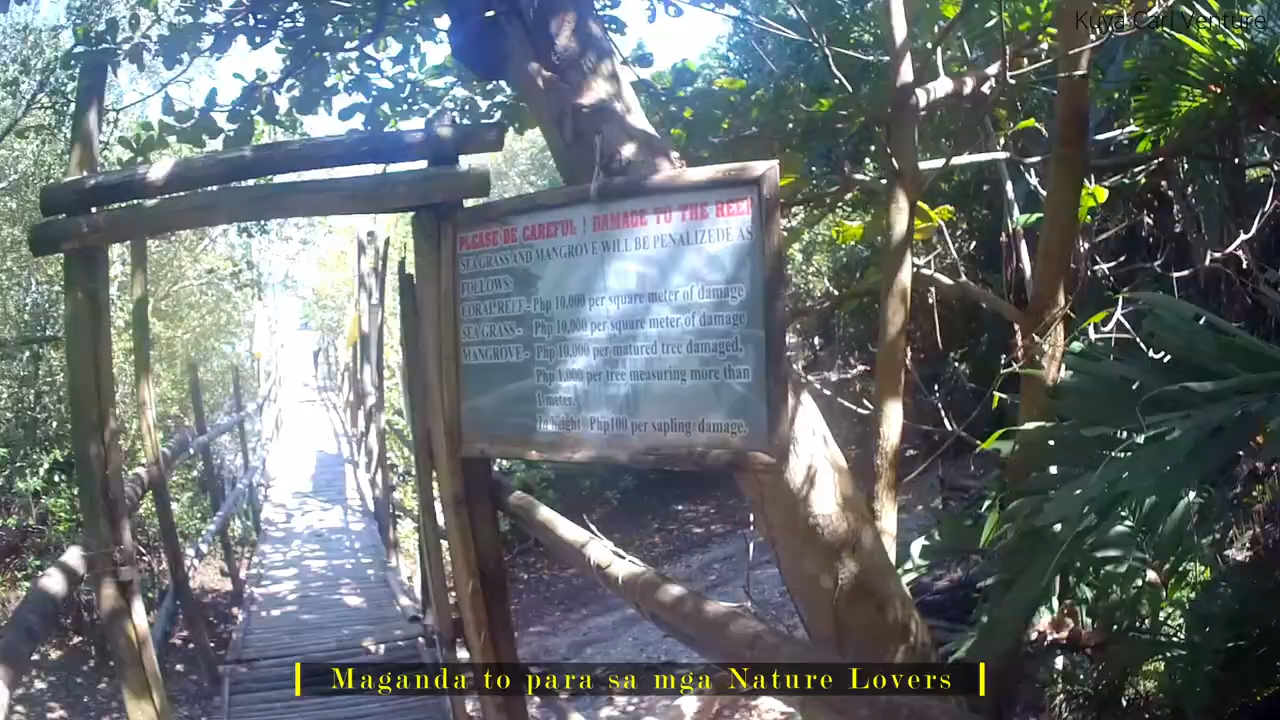 Kuya Carl Venture
PLEASE BE CAREFUL ! DAMAGE TO THE REEF
SEA GRASS AND MANGROVE WILL BE PENALIZEDE AS
FOLLOWS:
CORAL REEF - Php 10,000 per square meter of damage
SEA GRASS - Php 10,000 per square meter of damage
MANGROVE - Php 10,000 per matured tree damaged,
Php 1,000 per tree measuring more than
1 meter.
In height Php100 per sapling damage.
Maganda to para sa mga Nature Lovers